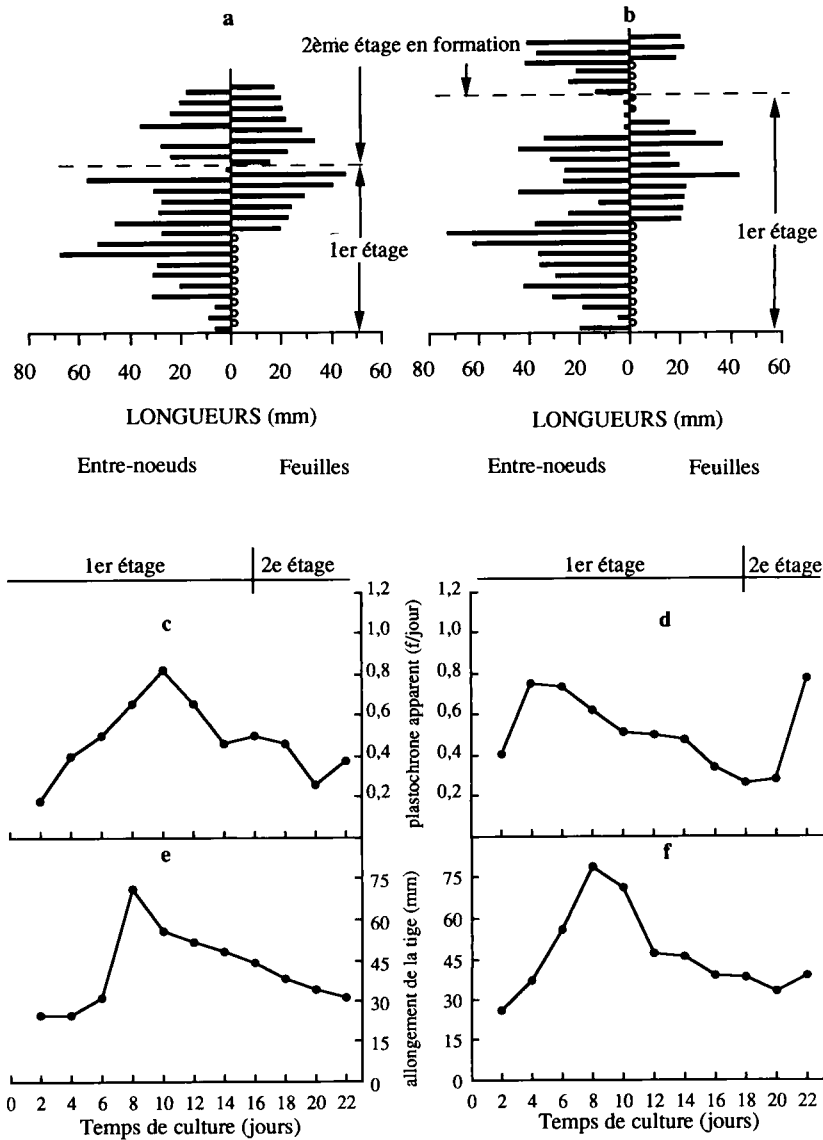 a
b
2ème étage en formation
1er étage
1er étage
80 60 40 20 0 20 40 60
80 60 40 20 0 20 40 60
LONGUEURS (mm)
LONGUEURS (mm)
Entre-noeuds Feuilles
Entre-noeuds Feuilles
1er étage 2e étage
1er étage 2e étage
c
d
1,2
1,0
0,8
0,6
0,4
0,2
plastochrone apparent (f/jour)
1,2
1,0
0,8
0,6
0,4
0,2
e
f
75
60
45
30
15
0
allongement de la tige (mm)
75
60
45
30
15
0
0 2 4 6 8 10 12 14 16 18 20 22
0 2 4 6 8 10 12 14 16 18 20 22
Temps de culture (jours)
Temps de culture (jours)